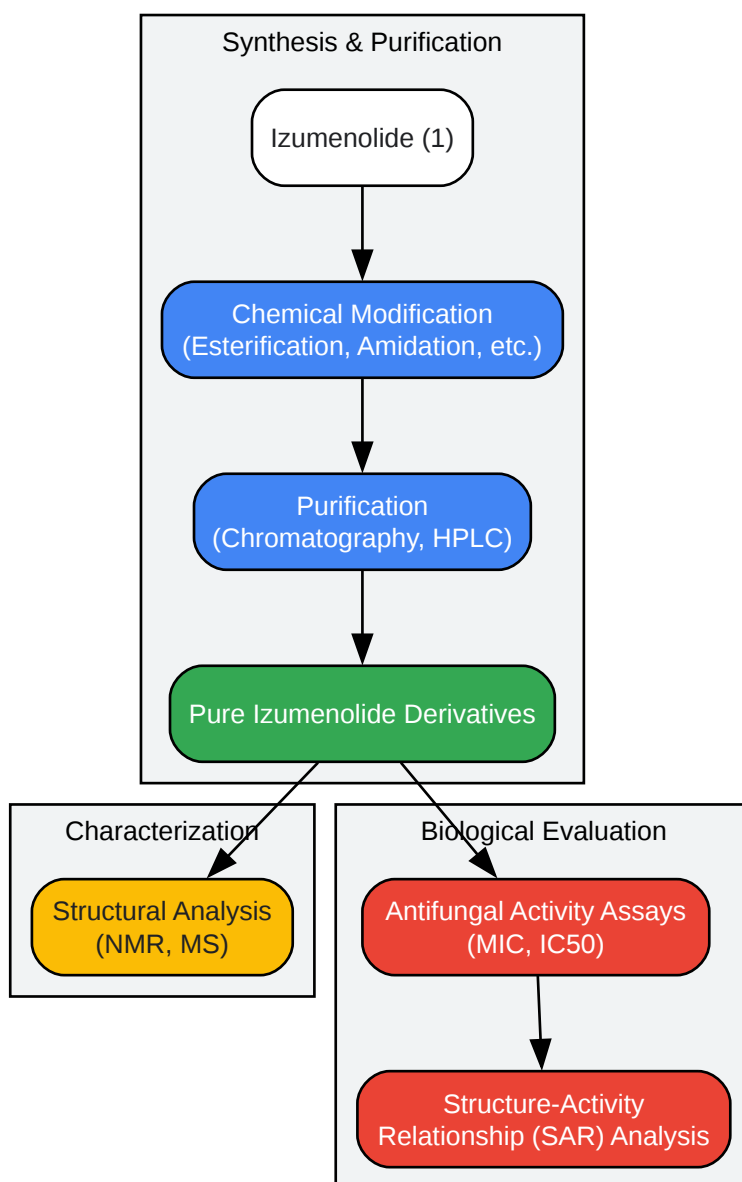 Synthesis & Purification
Izumenolide (1)
Chemical Modification
(Esterification, Amidation, etc.)
Purification
(Chromatography, HPLC)
Pure Izumenolide Derivatives
Characterization
Structural Analysis
(NMR, MS)
Biological Evaluation
Antifungal Activity Assays
(MIC, IC50)
Structure-Activity
Relationship (SAR) Analysis